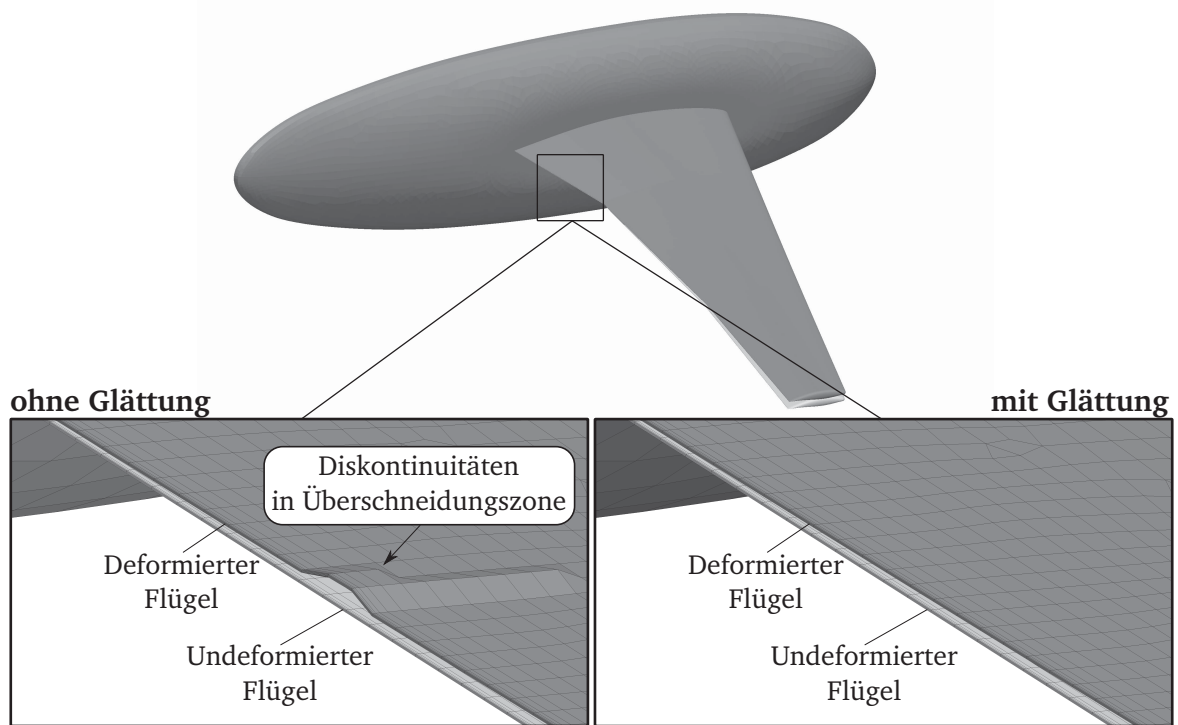 ohne Glättung
mit Glättung
Diskontinuitäten
in Überschneidungszone
Deformierter
Flügel
Undeformierter
Flügel
Deformierter
Flügel
Undeformierter
Flügel